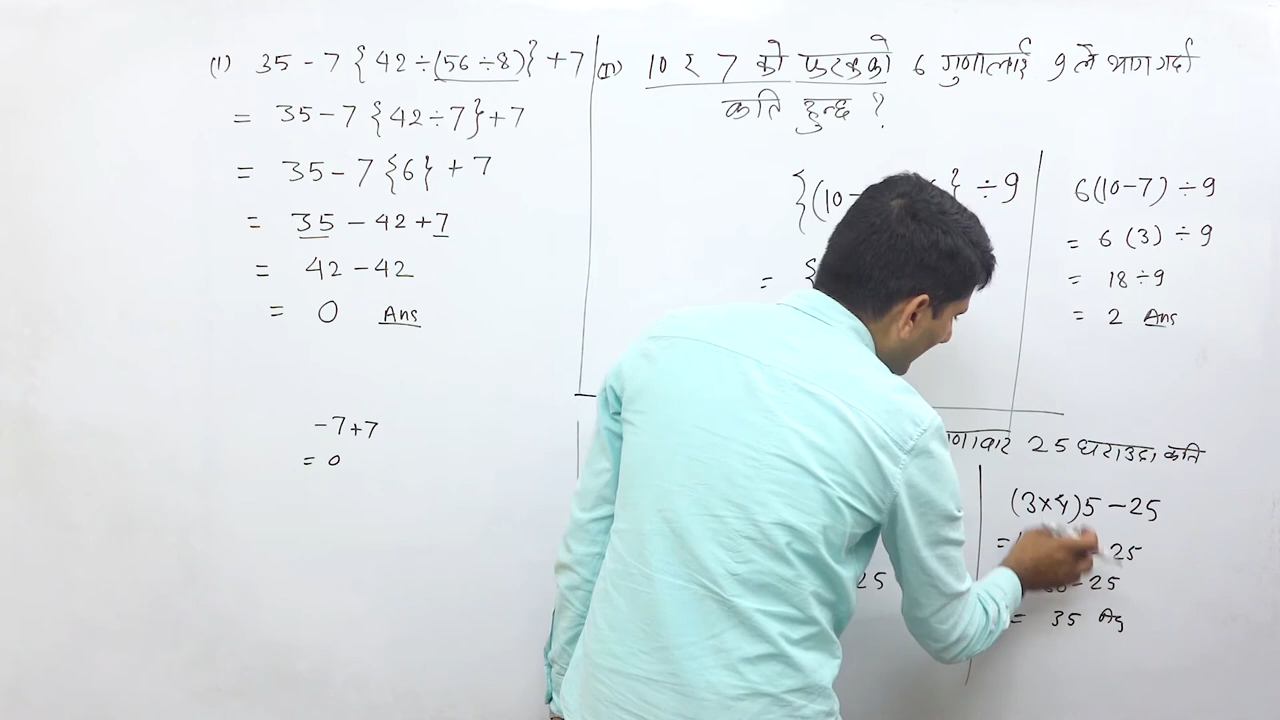 (1) 35 - 7 { 42 ÷ (56 ÷ 8) } + 7
= 35 - 7 {42 ÷ 7} + 7
= 35 - 7 {6} + 7
= 35 - 42 + 7
= 42 - 42
= 0 Ans
-7+7
= 0
(II) 10 र 7 को फरकको 6 गुणालाई 9 ले भाग गर्दा
कति हुन्छ ?
{(10- } ÷ 9
= {
6(10-7) ÷ 9
= 6 (3) ÷ 9
= 18 ÷ 9
= 2 Ans
25 घटाउदा कति
25
(3×4)5 - 25
= 25
- 25
= 35